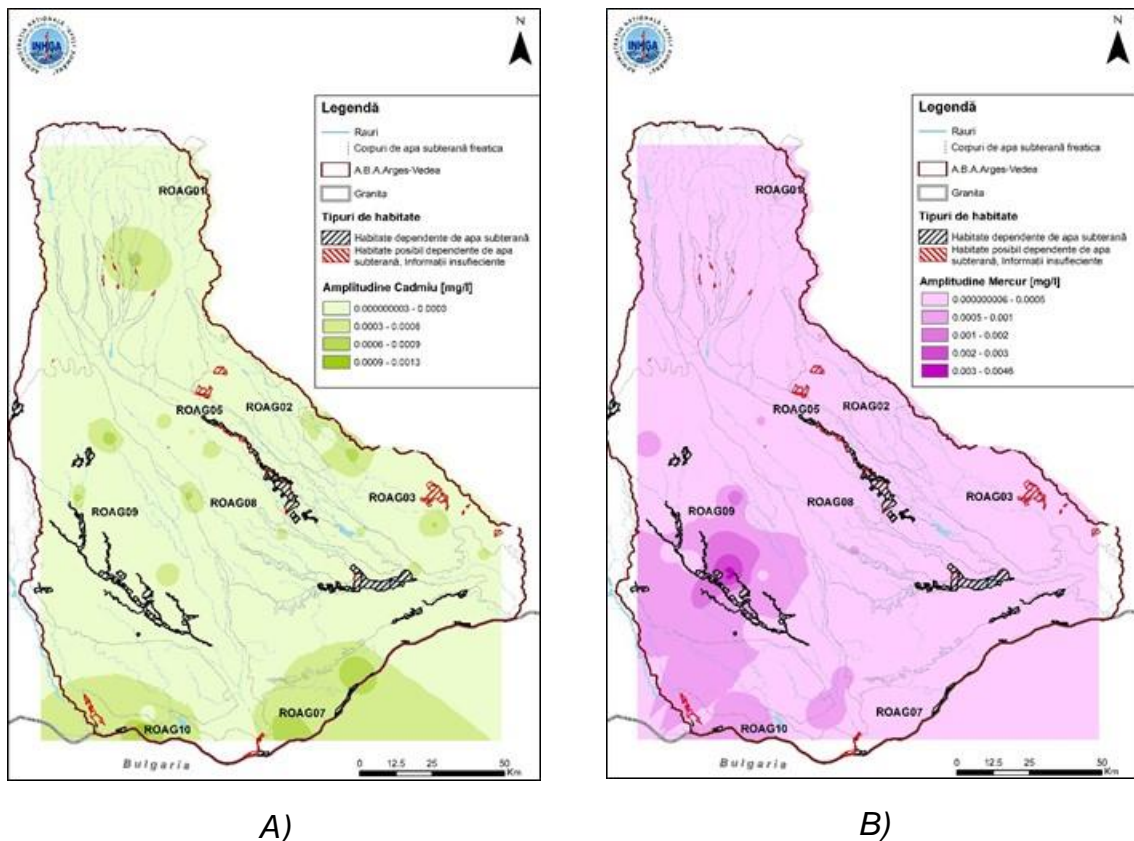 N
INHGA
Legendă
Rauri
Corpuri de apa subterană freatica
A.B.A.Arges-Vedea
Granita
Tipuri de habitate
Habitate dependente de apa subterană
Habitate posibil dependente de apa
subterană, Informații insuficiente
Amplitudine Cadmiu [mg/l]
0.000000003 - 0.0003
0.0003 - 0.0006
0.0006 - 0.0009
0.0009 - 0.0013
ROAG01
ROAG05
ROAG02
ROAG03
ROAG08
ROAG09
ROAG07
ROAG10
Bulgaria
0 12.5 25 50
Km
A)
N
INHGA
Legendă
Rauri
Corpuri de apa subterană freatica
A.B.A.Arges-Vedea
Granita
Tipuri de habitate
Habitate dependente de apa subterană
Habitate posibil dependente de apa
subterană, Informații insuficiente
Amplitudine Mercur [mg/l]
0.000000006 - 0.0005
0.0005 - 0.001
0.001 - 0.002
0.002 - 0.003
0.003 - 0.0046
ROAG01
ROAG05
ROAG02
ROAG03
ROAG08
ROAG09
ROAG07
ROAG10
Bulgaria
0 12.5 25 50
Km
B)